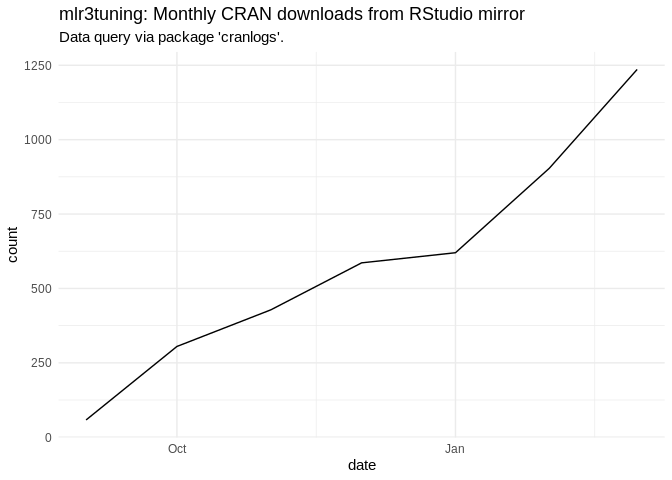 mlr3tuning: Monthly CRAN downloads from RStudio mirror
Data query via package 'cranlogs'.
1250
1000
750
500
250
0
count
Oct
Jan
date